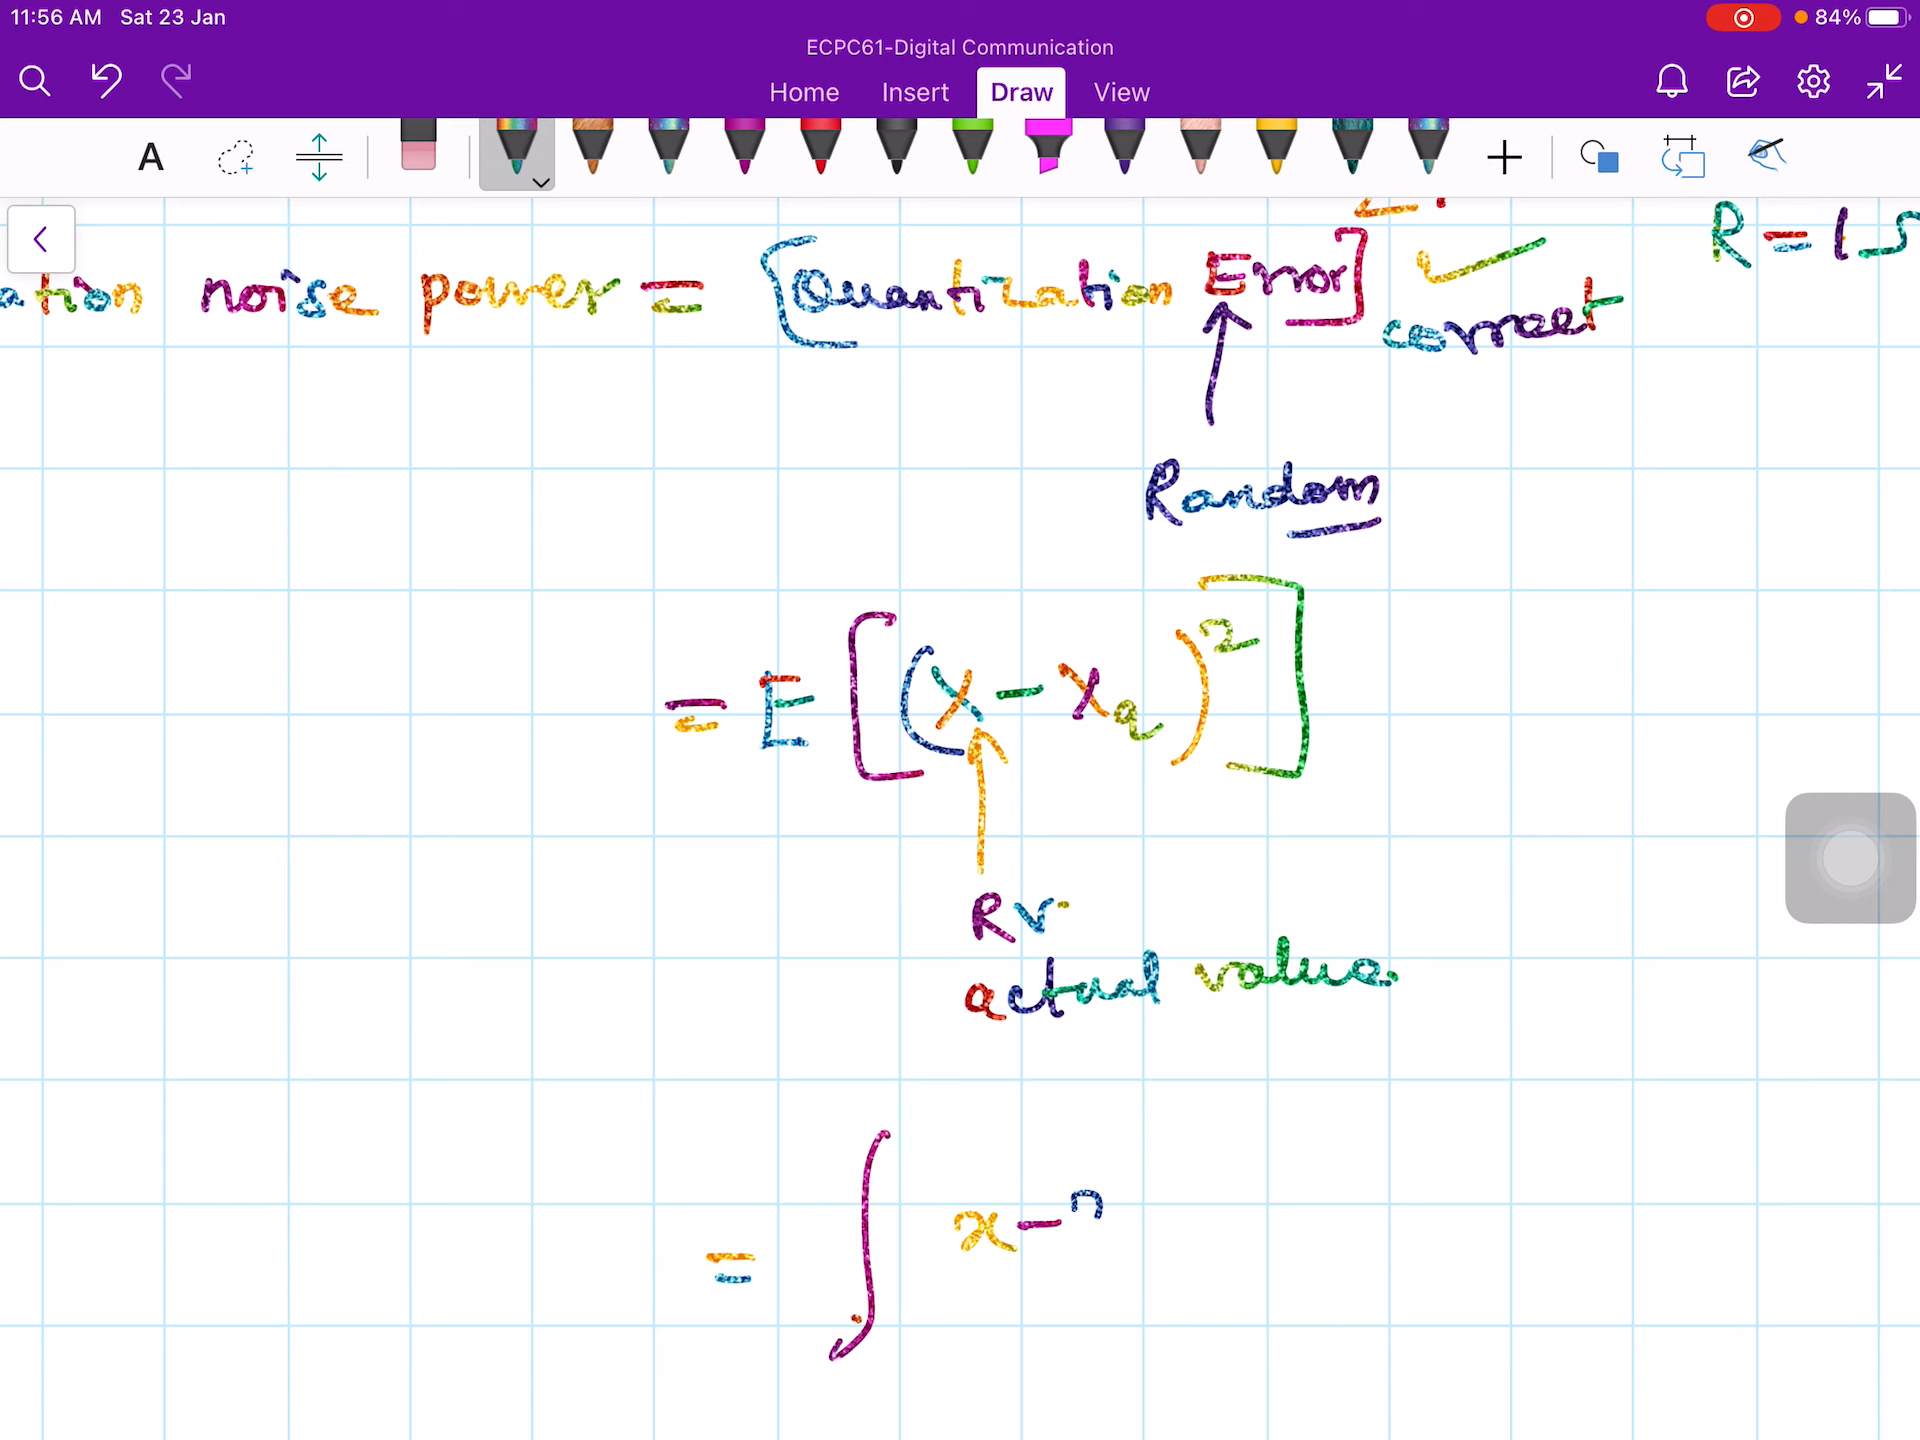 11:56 AM Sat 23 Jan
84%
ECPC61-Digital Communication
Home Insert Draw View
A
R = 1 Ω
ation noise power = [Quantization Error] correct
Random
= E [(X - Xq)²]
RV
actual value.
= ∫ x -